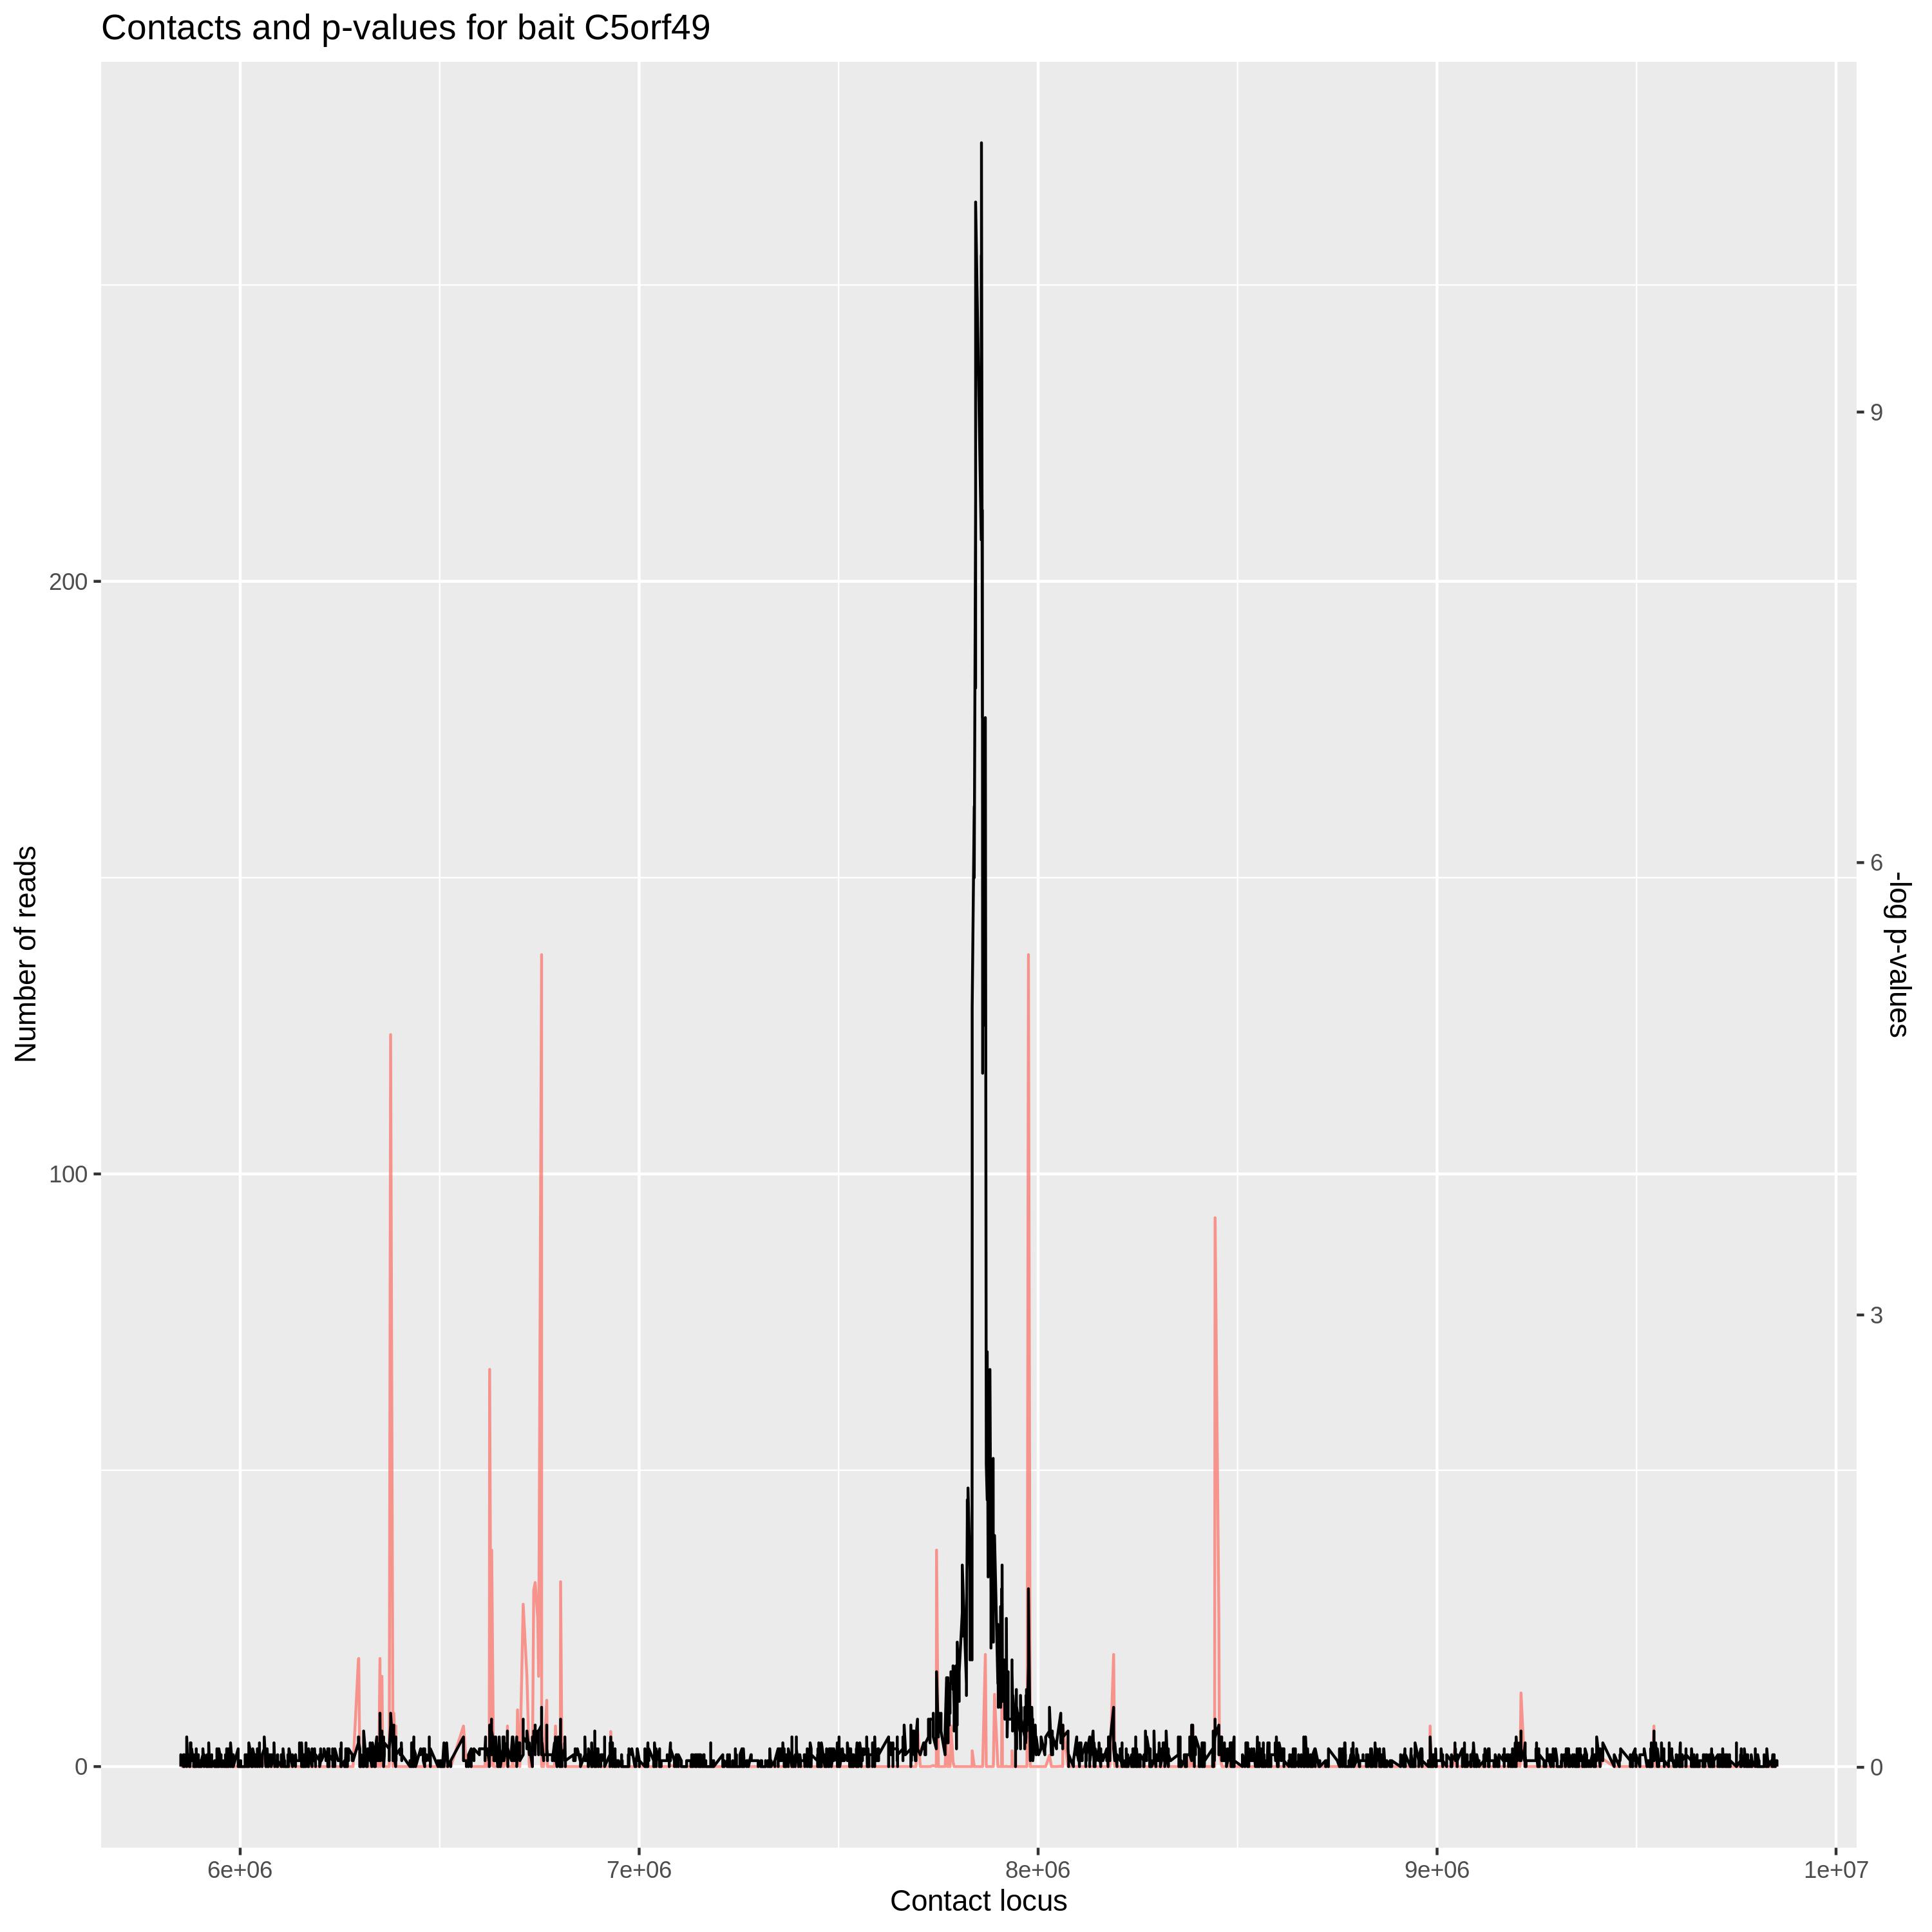 Contacts and p-values for bait C5orf49
Number of reads
200
100
0
9
6
3
0
-log p-values
6e+06
7e+06
8e+06
9e+06
1e+07
Contact locus